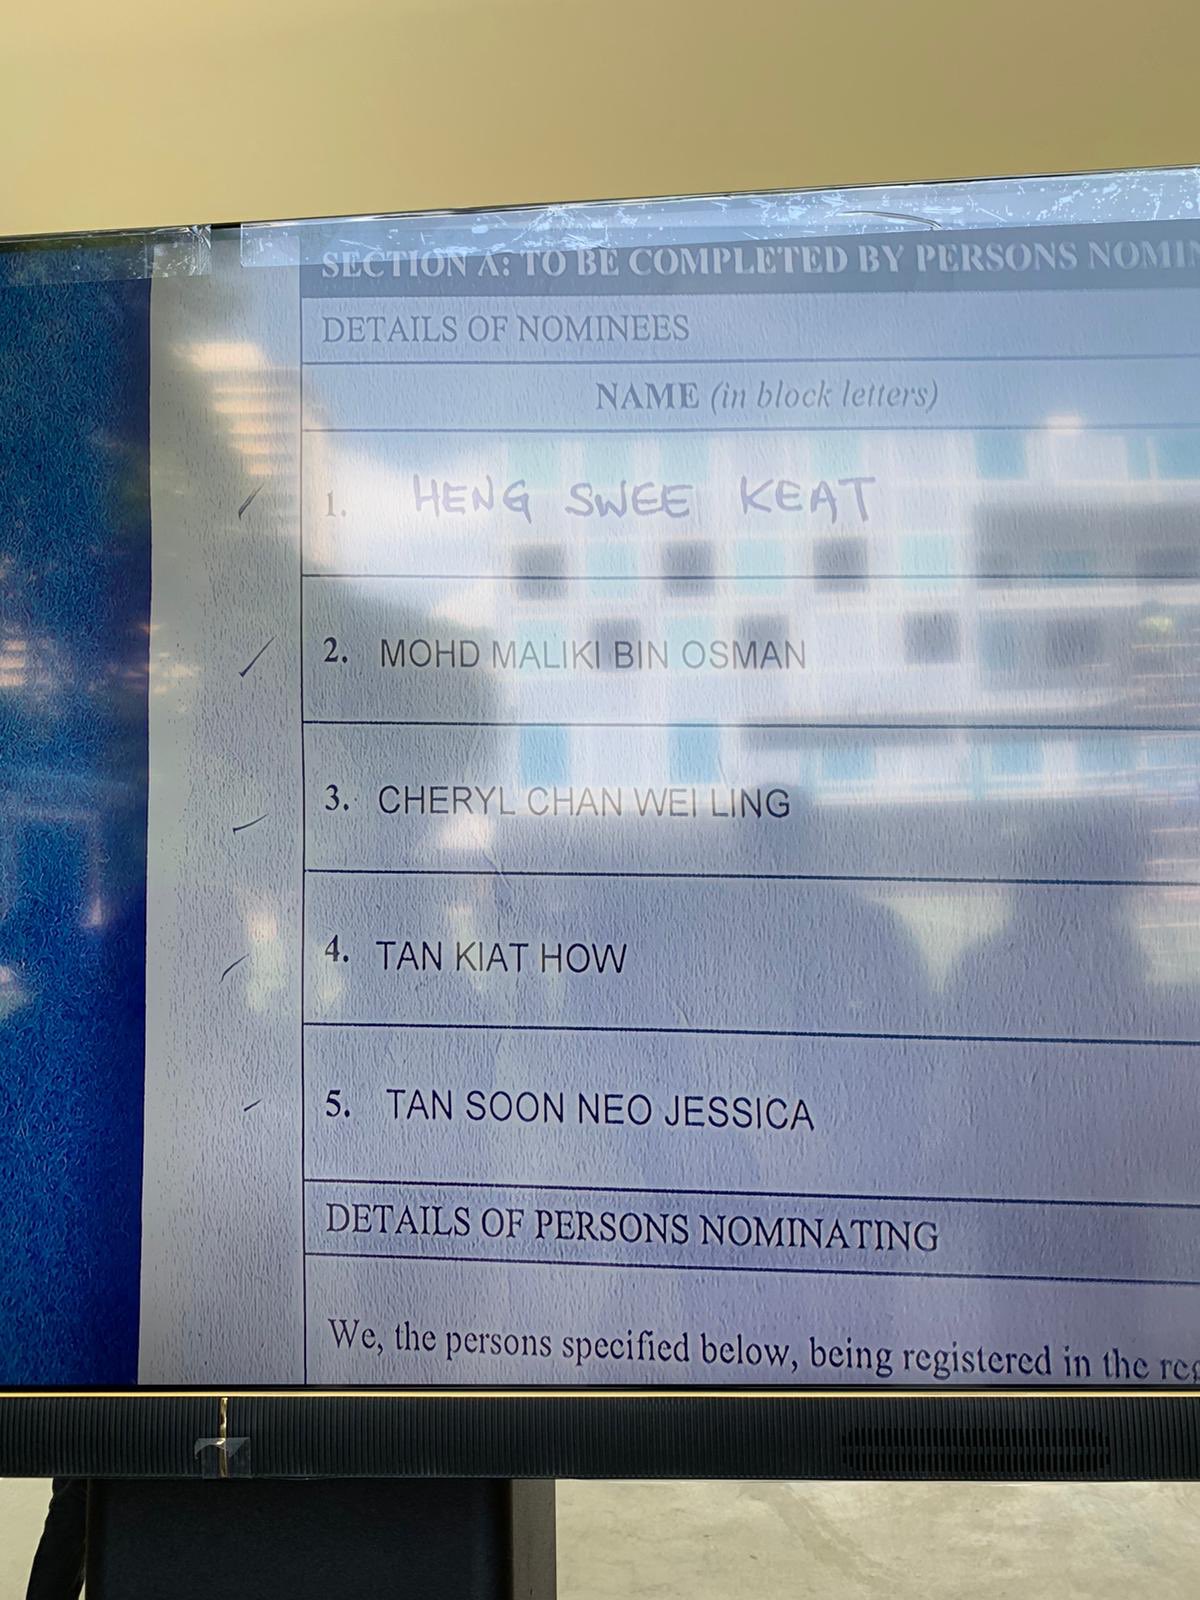 SECTION A: TO BE COMPLETED BY PERSONS
DETAILS OF NOMINEES
NAME (in block letters)
1. HENG SWEE KEAT
2. MOHD MALIKI BIN OSMAN
3. CHERYL CHAN WEI LING
4. TAN KIAT HOW
5. TAN SOON NEO JESSICA
DETAILS OF PERSONS NOMINATING
We, the persons specified below, being registered in the